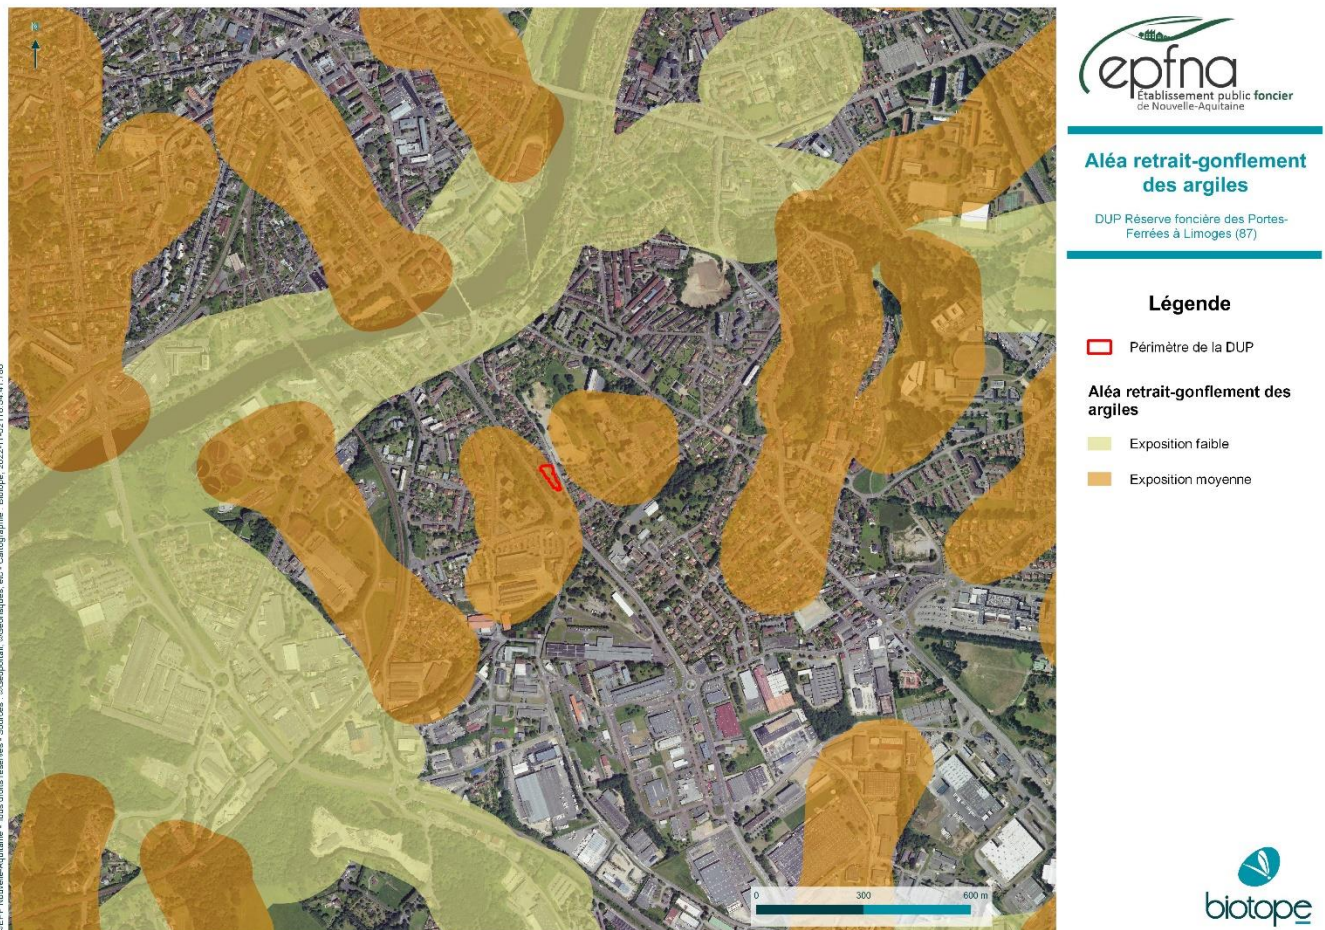 N
epfna
Établissement public foncier
de Nouvelle-Aquitaine
Aléa retrait-gonflement
des argiles
DUP Réserve foncière des Portes-
Ferrées à Limoges (87)
Légende
Périmètre de la DUP
Aléa retrait-gonflement des
argiles
Exposition faible
Exposition moyenne
0 300 600 m
biotope